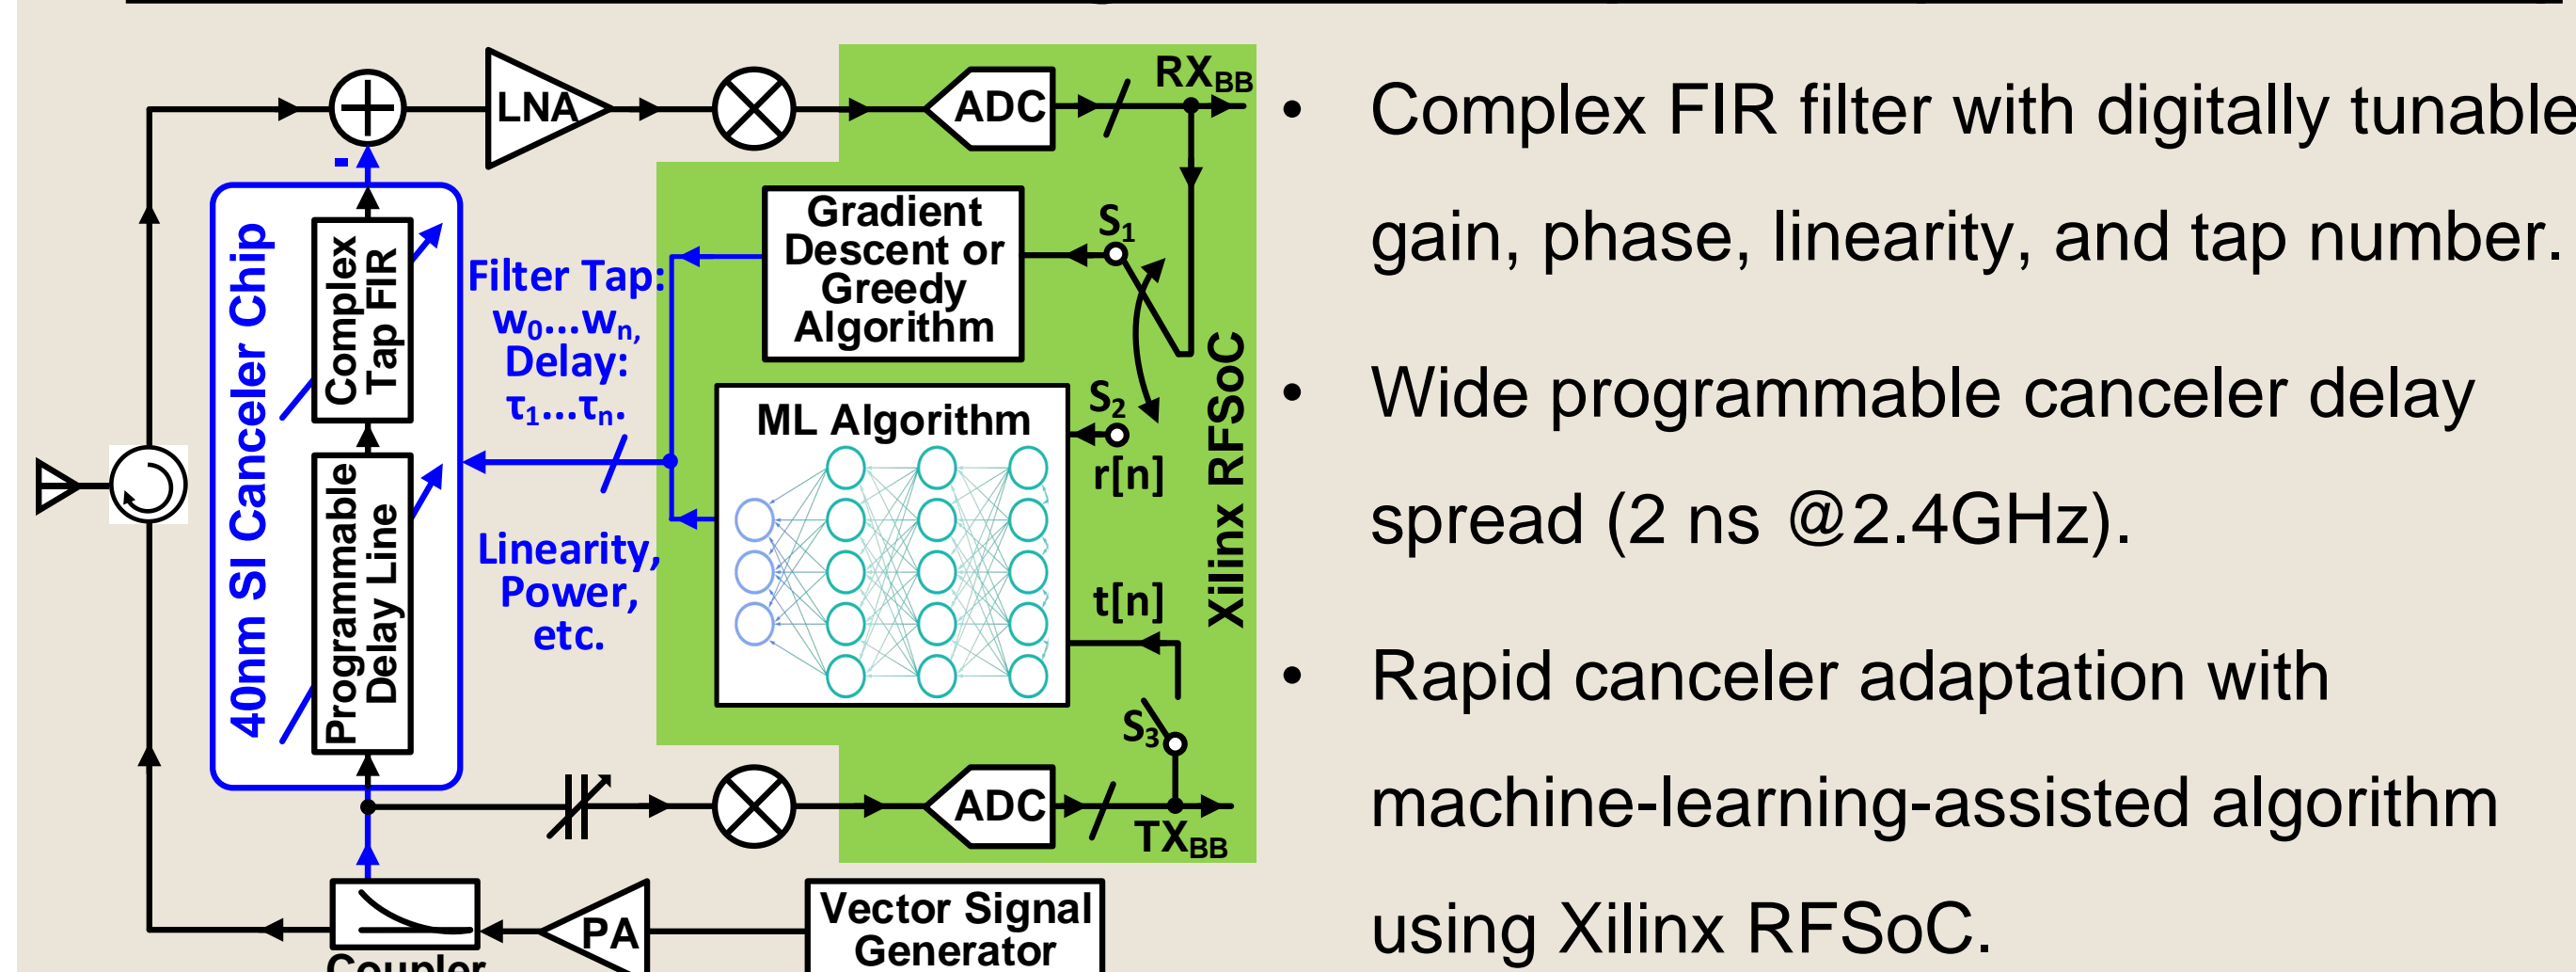 RXBB
LNA
ADC
-
40nm SI Canceler Chip
Complex
Tap FIR
Programmable
Delay Line
Filter Tap:
w0...wn,
Delay:
τ1...τn.
Linearity,
Power,
etc.
Gradient
Descent or
Greedy
Algorithm
S1
ML Algorithm
S2
r[n]
t[n]
S3
Xilinx RFSoC
ADC
TXBB
Coupler
PA
Vector Signal
Generator
• Complex FIR filter with digitally tunable
gain, phase, linearity, and tap number.
• Wide programmable canceler delay
spread (2 ns @2.4GHz).
• Rapid canceler adaptation with
machine-learning-assisted algorithm
using Xilinx RFSoC.